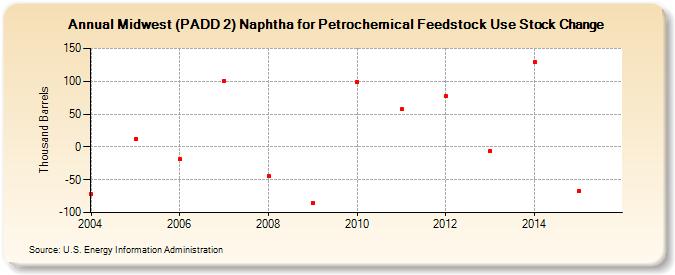 Annual Midwest (PADD 2) Naphtha for Petrochemical Feedstock Use Stock Change
Thousand Barrels
150
100
50
0
-50
-100
2004 2006 2008 2010 2012 2014
Source: U.S. Energy Information Administration